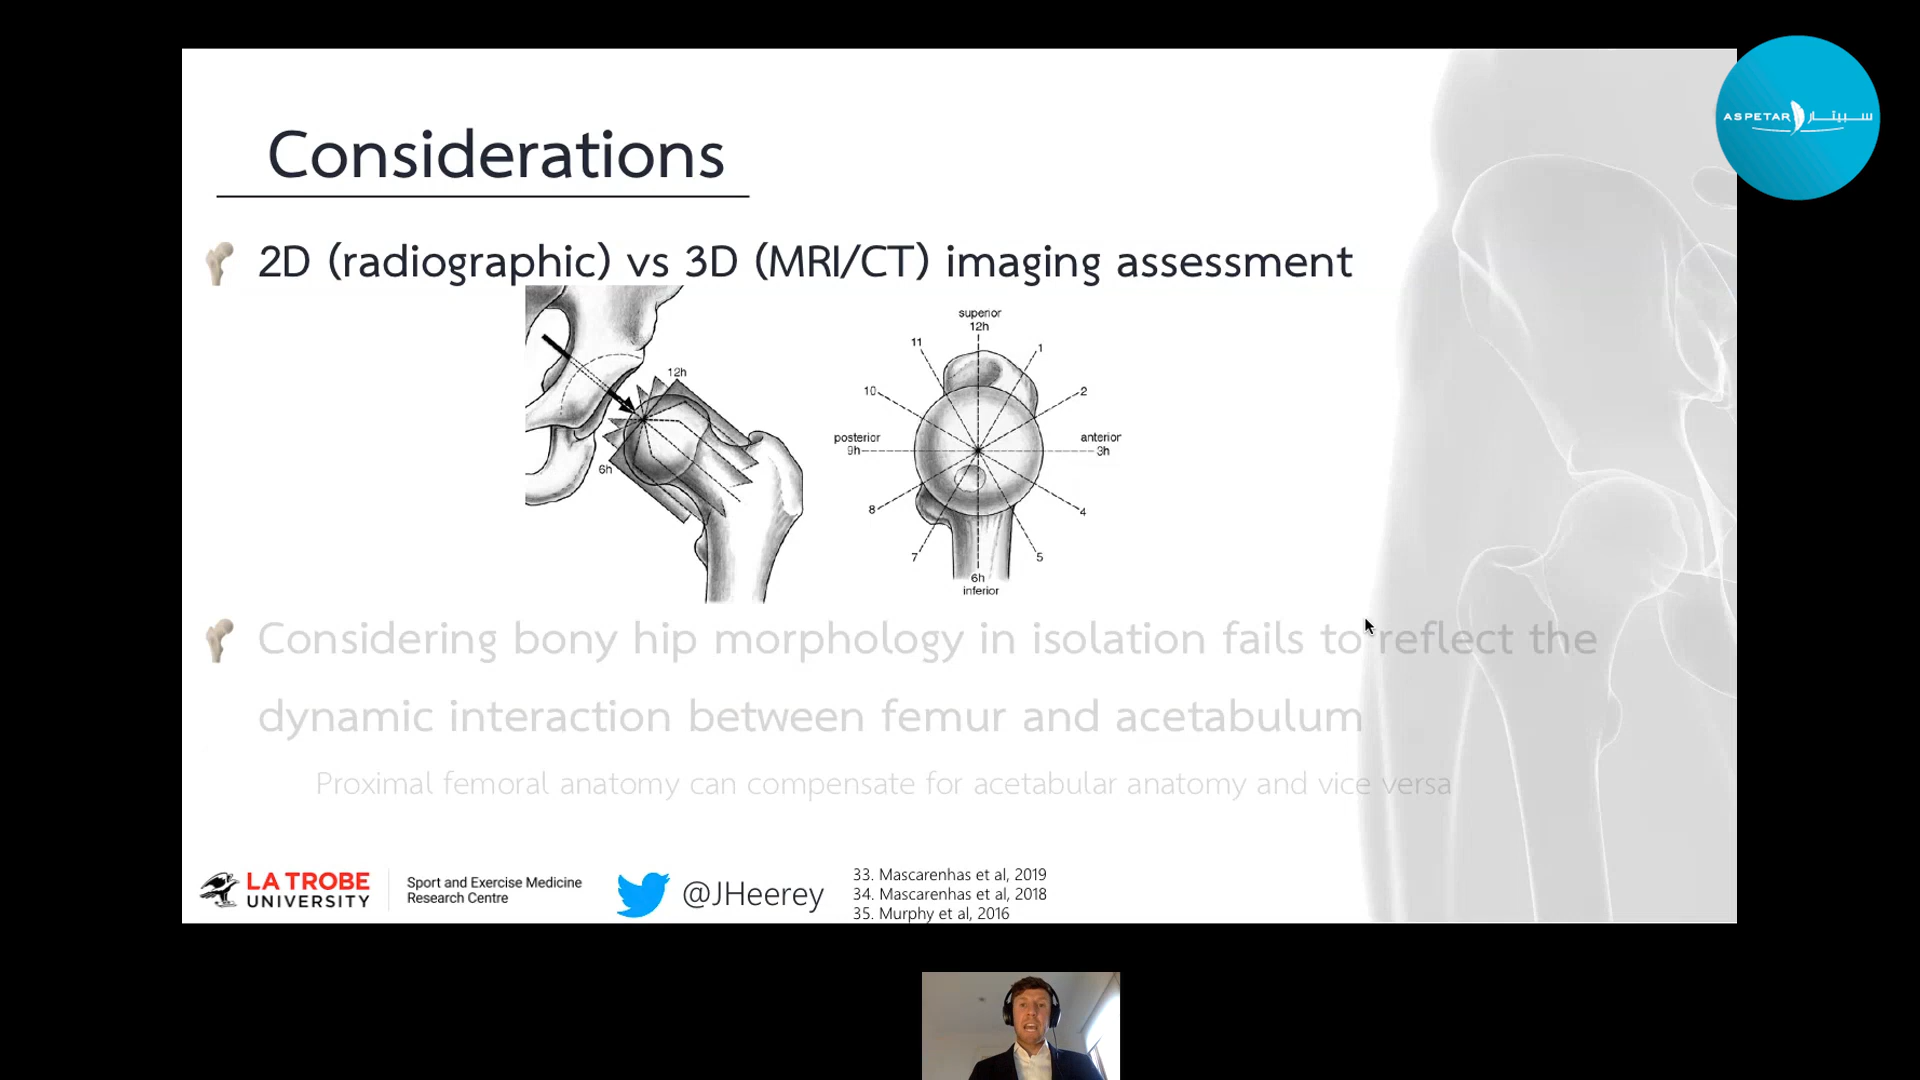 ASPETAR سبيتار
Considerations
2D (radiographic) vs 3D (MRI/CT) imaging assessment
12h
6h
superior
12h
11
1
10
2
posterior
9h
anterior
3h
8
4
7
5
6h
inferior
Considering bony hip morphology in isolation fails to reflect the
dynamic interaction between femur and acetabulum
Proximal femoral anatomy can compensate for acetabular anatomy and vice versa
LA TROBE
UNIVERSITY
Sport and Exercise Medicine
Research Centre
@JHeerey
33. Mascarenhas et al, 2019
34. Mascarenhas et al, 2018
35. Murphy et al, 2016